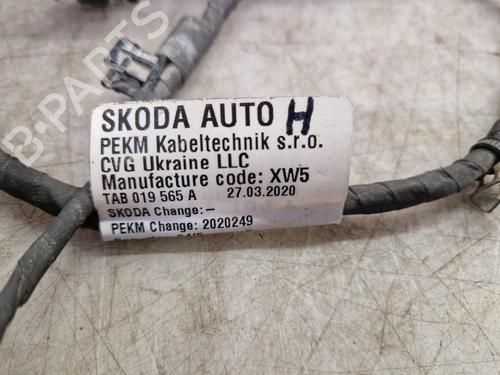 SKODA AUTO H
PEKM Kabeltechnik s.r.o.
CVG Ukraine LLC
Manufacture code: XW5
TAB 019 565 A 27.03.2020
SKODA Change: –
PEKM Change: 2020249